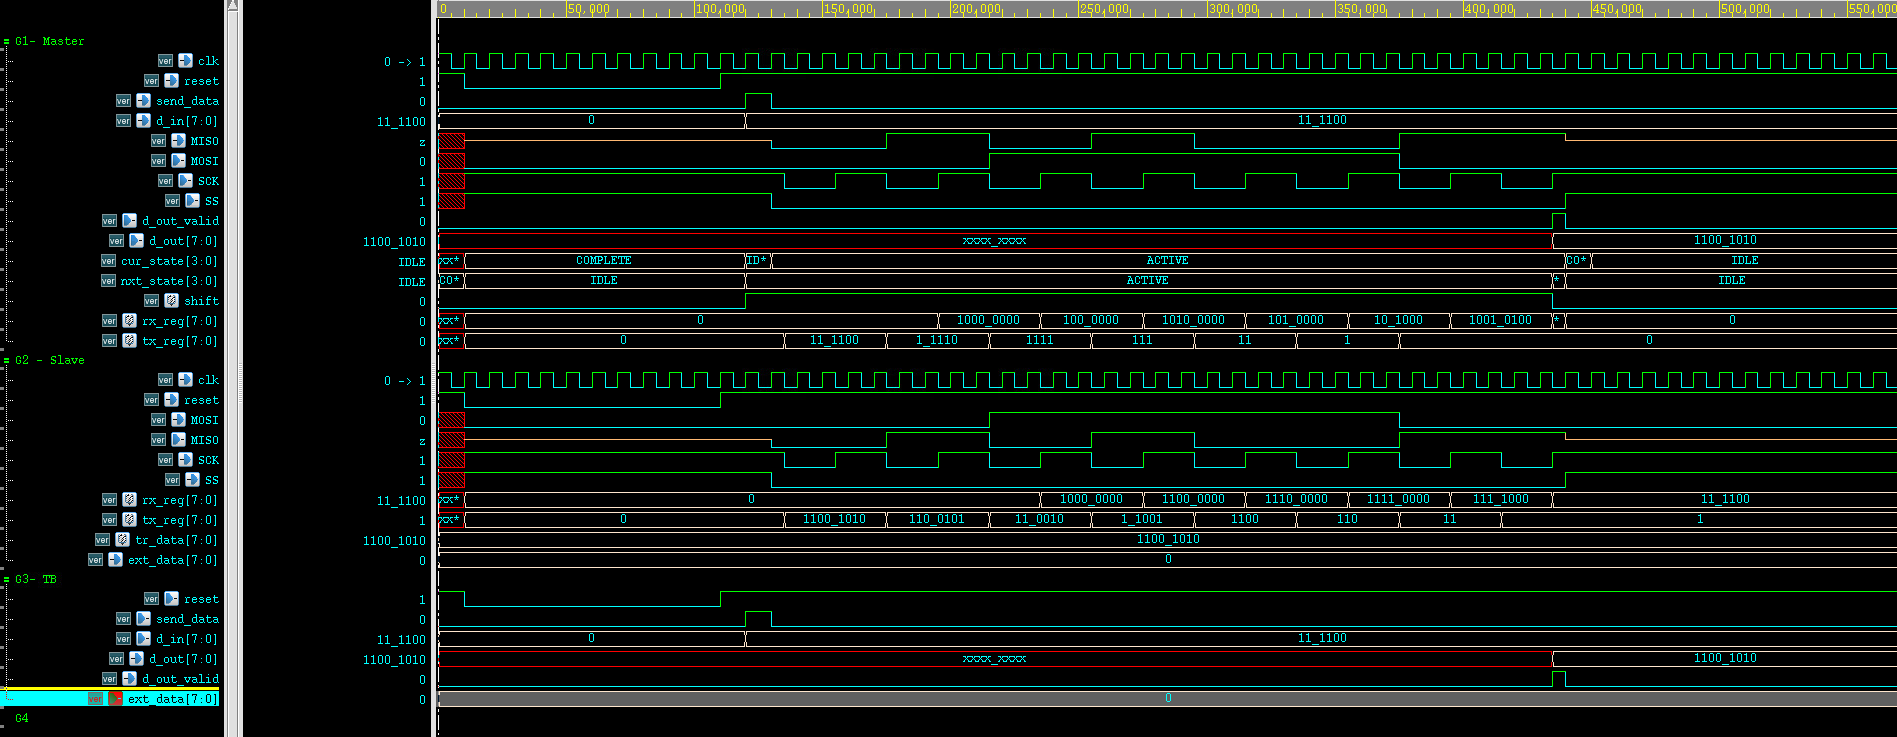 0 50,000 100,000 150,000 200,000 250,000 300,000 350,000 400,000 450,000 500,000 550,000
G1- Master
ver clk 0 -> 1
ver reset 1
ver send_data 0
ver d_in[7:0] 11_1100 0 11_1100
ver MISO z
ver MOSI 0
ver SCK 1
ver SS 1
ver d_out_valid 0
ver d_out[7:0] 1100_1010 xxxx_xxxx 1100_1010
ver cur_state[3:0] IDLE xx* COMPLETE ID* ACTIVE CO* IDLE
ver nxt_state[3:0] IDLE CO* IDLE ACTIVE * IDLE
ver shift 0
ver rx_reg[7:0] 0 xx* 0 1000_0000 100_0000 1010_0000 101_0000 10_1000 1001_0100 * 0
ver tx_reg[7:0] 0 xx* 0 11_1100 1_1110 1111 111 11 1 0
G2 - Slave
ver clk 0 -> 1
ver reset 1
ver MOSI 0
ver MISO z
ver SCK 1
ver SS 1
ver rx_reg[7:0] 11_1100 xx* 0 1000_0000 1100_0000 1110_0000 1111_0000 111_1000 11_1100
ver tx_reg[7:0] 1 xx* 0 1100_1010 110_0101 11_0010 1_1001 1100 110 11 1
ver tr_data[7:0] 1100_1010 1100_1010
ver ext_data[7:0] 0 0
G3- TB
ver reset 1
ver send_data 0
ver d_in[7:0] 11_1100 0 11_1100
ver d_out[7:0] 1100_1010 xxxx_xxxx 1100_1010
ver d_out_valid 0
ver ext_data[7:0] 0 0
G4